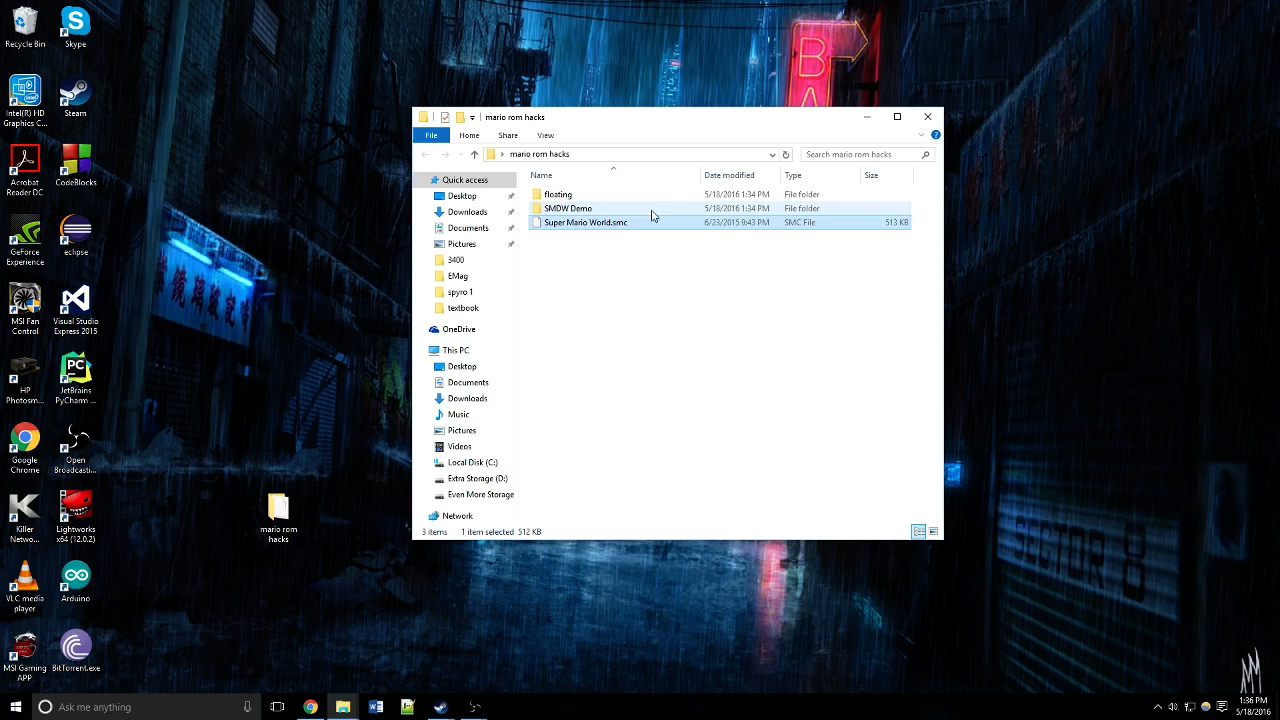 Recycle Bin
Skype
Intel(R) HD
Graphics C...
Steam
Acrobat
Reader DC
CodeBlocks
GeForce
Experience
eclipse
MSI Fan
Control
Visual Studio
Express 2015
HP
Photosm...
JetBrains
PyCharm ...
Google
Chrome
Open
Broadcasti...
Killer
Netwo...
Lightworks
(12.0.2)
VLC media
player
Arduino
MSI Gaming
APP
BitTorrent.exe
mario rom
hacks
B
A
SECTOR 8
mario rom hacks
File Home Share View
mario rom hacks
Search mario rom hacks
Name Date modified Type Size
Quick access
Desktop
Downloads
Documents
Pictures
3400
EMag
spyro 1
textbook
OneDrive
This PC
Desktop
Documents
Downloads
Music
Pictures
Videos
Local Disk (C:)
Extra Storage (D:)
Even More Storage
Network
floating 5/18/2016 1:34 PM File folder
SMDW Demo 5/18/2016 1:34 PM File folder
Super Mario World.smc 6/23/2015 9:43 PM SMC File 513 KB
3 items 1 item selected 512 KB
Ask me anything
1:36 PM
5/18/2016